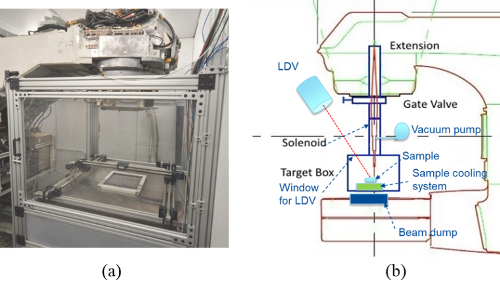 Extension
LDV
Gate Valve
Vacuum pump
Solenoid
Sample
Target Box
Sample cooling
system
Window
for LDV
Beam dump
(a)
(b)